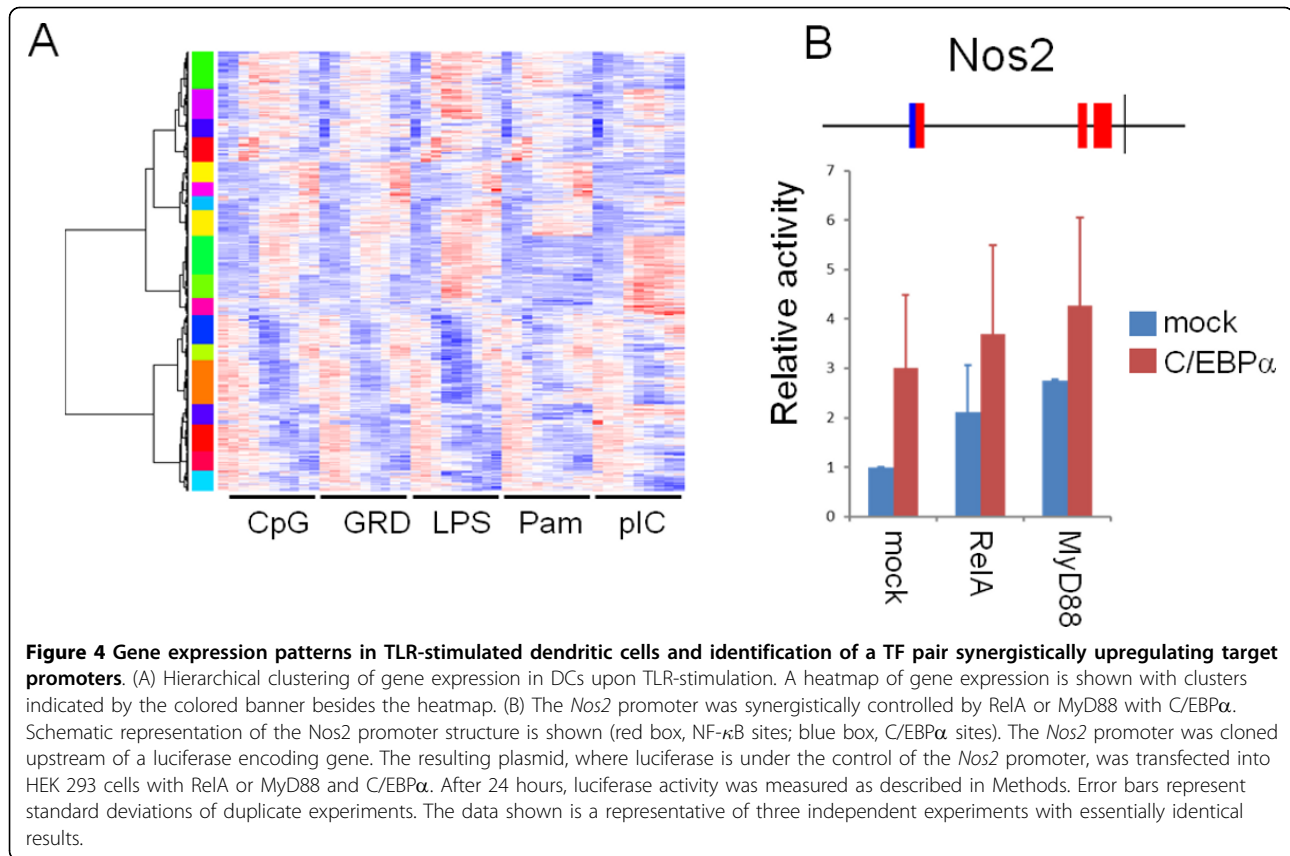 A
CpG GRD LPS Pam pIC
B
Nos2
Relative activity
7
6
5
4
3
2
1
0
mock
RelA
MyD88
mock
C/EBPα
Figure 4 Gene expression patterns in TLR-stimulated dendritic cells and identification of a TF pair synergistically upregulating target
promoters. (A) Hierarchical clustering of gene expression in DCs upon TLR-stimulation. A heatmap of gene expression is shown with clusters
indicated by the colored banner besides the heatmap. (B) The Nos2 promoter was synergistically controlled by RelA or MyD88 with C/EBPα.
Schematic representation of the Nos2 promoter structure is shown (red box, NF-κB sites; blue box, C/EBPα sites). The Nos2 promoter was cloned
upstream of a luciferase encoding gene. The resulting plasmid, where luciferase is under the control of the Nos2 promoter, was transfected into
HEK 293 cells with RelA or MyD88 and C/EBPα. After 24 hours, luciferase activity was measured as described in Methods. Error bars represent
standard deviations of duplicate experiments. The data shown is a representative of three independent experiments with essentially identical
results.